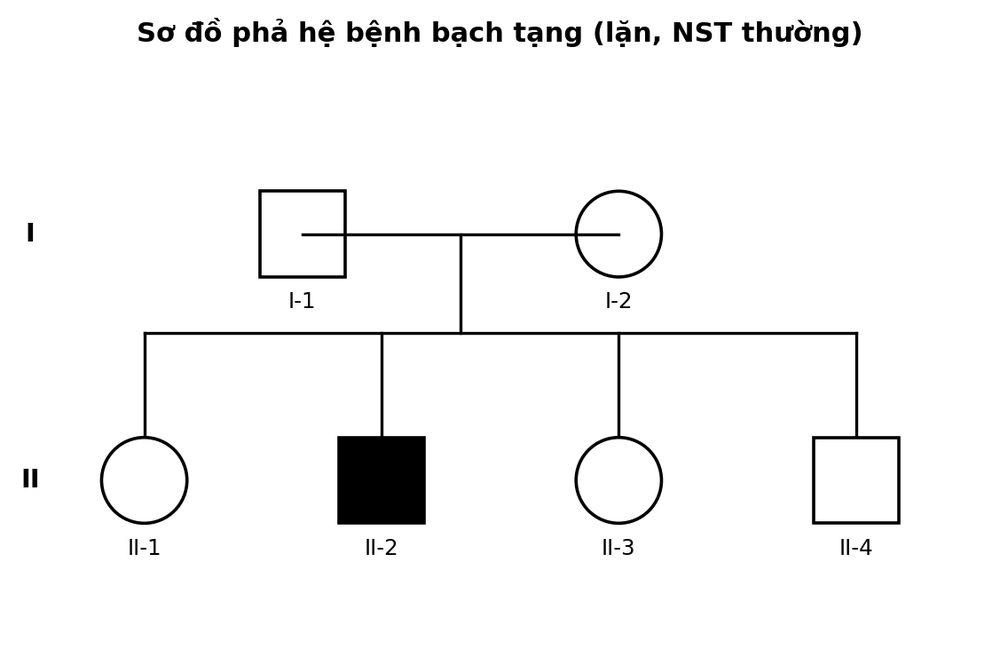 Sơ đồ phả hệ bệnh bạch tạng (lặn, NST thường)
I
I-1 I-2
II
II-1 II-2 II-3 II-4